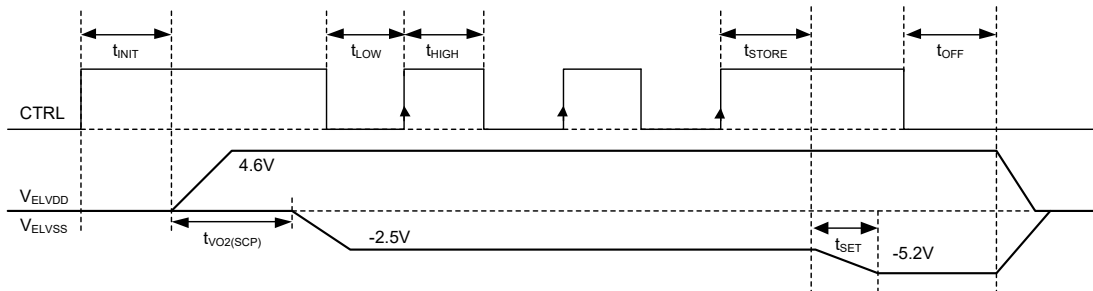 tINIT
tLOW
tHIGH
tSTORE
tOFF
CTRL
4.6V
VELVDD
VELVSS
tVO2(SCP)
-2.5V
tSET
-5.2V